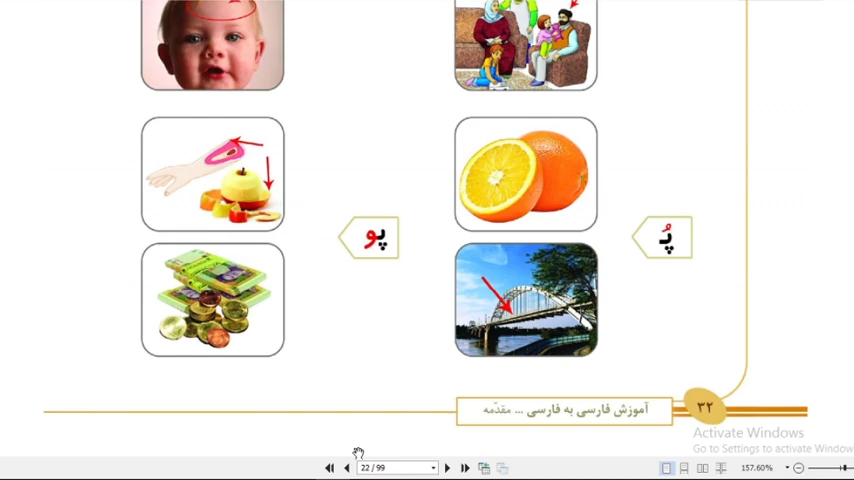 پُ
پو
آموزش فارسی به فارسی ... مقدّمه
۳۲
Activate Windows
Go to Settings to activate Window
22 / 99
157.60%